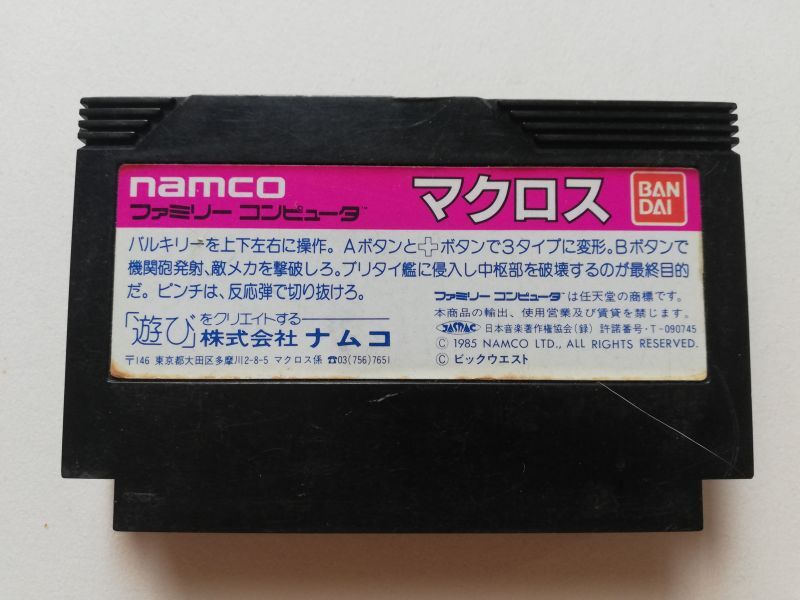 namco
ファミリー コンピュータ™
マクロス
BAN
DAI
バルキリーを上下左右に操作。Aボタンと✚ボタンで3タイプに変形。Bボタンで
機関砲発射、敵メカを撃破しろ。ブリタイ艦に侵入し中枢部を破壊するのが最終目的
だ。ピンチは、反応弾で切り抜けろ。
「遊び」をクリエイトする
株式会社 ナムコ
〒146 東京都大田区多摩川2-8-5 マクロス係 ☎03(756)7651
ファミリー コンピュータ™は任天堂の商標です。
本商品の輸出、使用営業及び賃貸を禁じます。
JASRAC 日本音楽著作権協会(録) 許諾番号・T-090745
Ⓒ 1985 NAMCO LTD., ALL RIGHTS RESERVED.
Ⓒ ビックウエスト